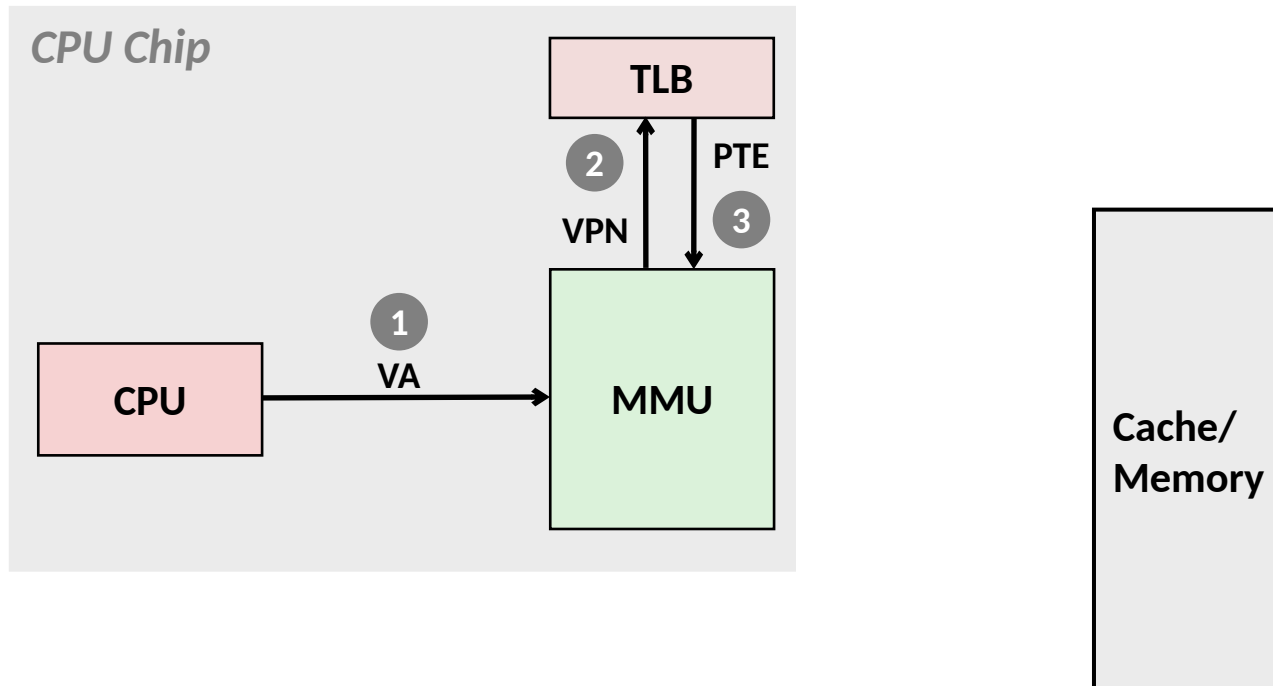 CPU Chip
TLB
2
PTE
VPN
3
1
VA
CPU
MMU
Cache/
Memory